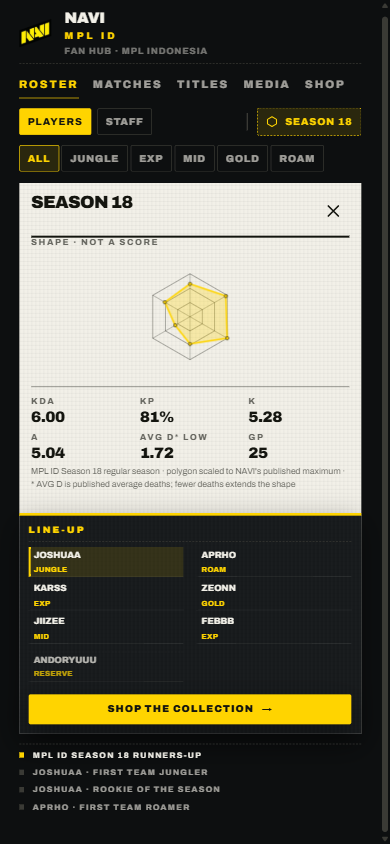 NAVI
MPL ID
FAN HUB · MPL INDONESIA
ROSTER MATCHES TITLES MEDIA SHOP
PLAYERS STAFF SEASON 18
ALL JUNGLE EXP MID GOLD ROAM
SEASON 18
SHAPE · NOT A SCORE
KDA KP K
6.00 81% 5.28
A AVG D* LOW GP
5.04 1.72 25
MPL ID Season 18 regular season · polygon scaled to NAVI's published maximum ·
* AVG D is published average deaths; fewer deaths extends the shape
LINE-UP
JOSHUAA APRHO
JUNGLE ROAM
KARSS ZEONN
EXP GOLD
JIIZEE FEBBB
MID EXP
ANDORYUUU
RESERVE
SHOP THE COLLECTION →
MPL ID SEASON 18 RUNNERS-UP
JOSHUAA · FIRST TEAM JUNGLER
JOSHUAA · ROOKIE OF THE SEASON
APRHO · FIRST TEAM ROAMER